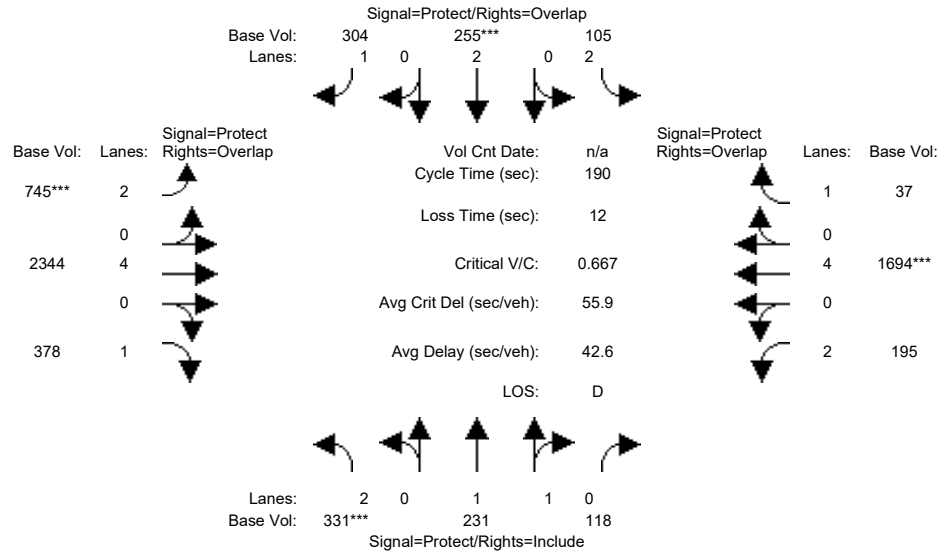 Signal=Protect/Rights=Overlap
Base Vol: 304 255*** 105
Lanes: 1 0 2 0 2
Signal=Protect
Base Vol: Lanes: Rights=Overlap
Vol Cnt Date: n/a
Signal=Protect
Rights=Overlap Lanes: Base Vol:
Cycle Time (sec): 190
745*** 2
1 37
Loss Time (sec): 12
0
0
2344 4
Critical V/C: 0.667
4 1694***
0
Avg Crit Del (sec/veh): 55.9
0
378 1
Avg Delay (sec/veh): 42.6
2 195
LOS: D
Lanes: 2 0 1 1 0
Base Vol: 331*** 231 118
Signal=Protect/Rights=Include